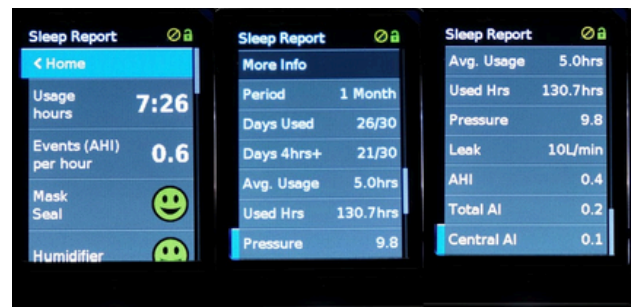 Sleep Report
< Home
Usage
hours
7:26
Events (AHI)
per hour
0.6
Mask
Seal
Humidifier
Sleep Report
More Info
Period 1 Month
Days Used 26/30
Days 4hrs+ 21/30
Avg. Usage 5.0hrs
Used Hrs 130.7hrs
Pressure 9.8
Sleep Report
Avg. Usage 5.0hrs
Used Hrs 130.7hrs
Pressure 9.8
Leak 10L/min
AHI 0.4
Total AI 0.2
Central AI 0.1